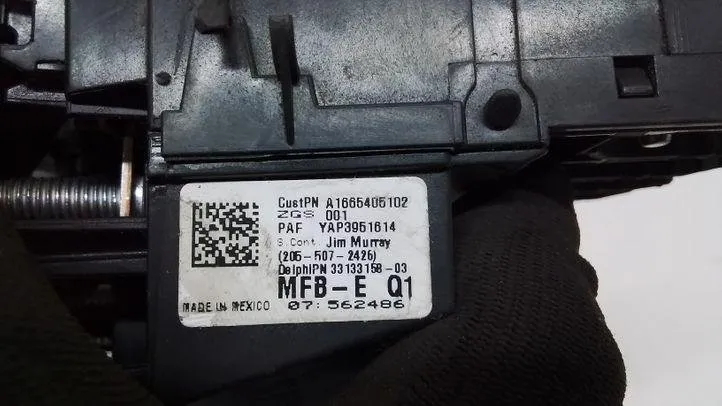 CustPN A1665405102
ZGS 001
PAF YAP3951614
S.Cont. Jim Murray
(205-507-2426)
DelphiPN 33133158-03
MFB-E Q1
MADE IN MEXICO 07: 562486